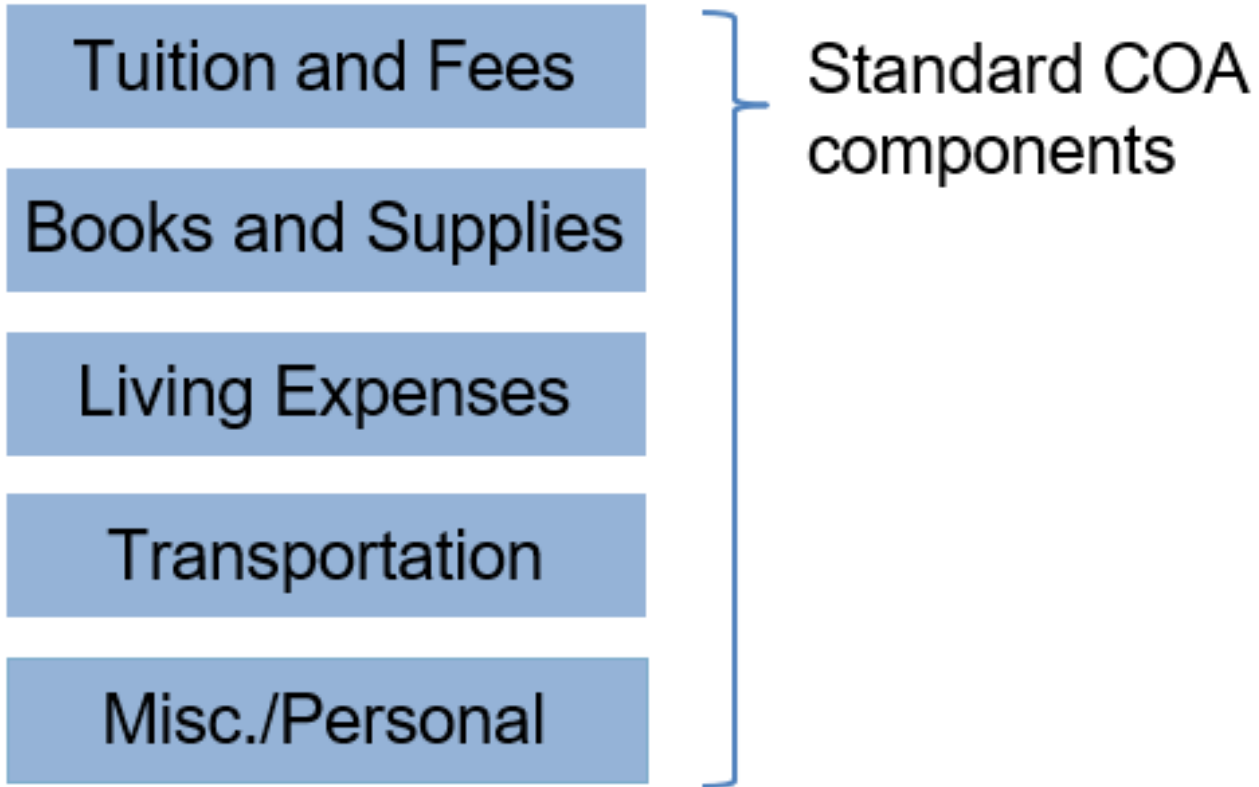 Tuition and Fees
Books and Supplies
Living Expenses
Transportation
Misc./Personal
Standard COA
components